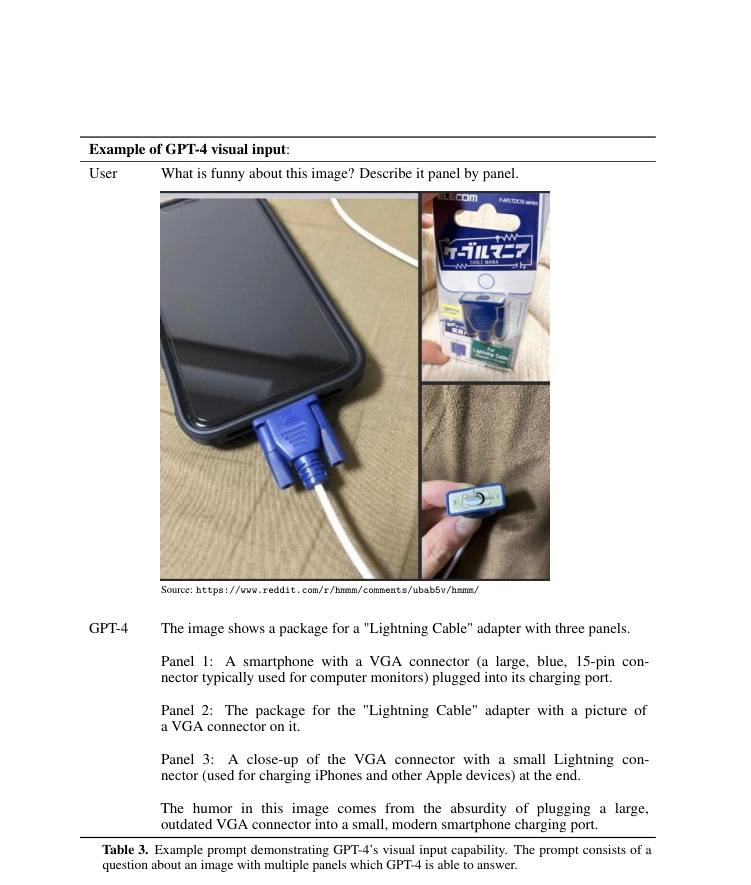 Example of GPT-4 visual input:
User What is funny about this image? Describe it panel by panel.
ELECOM P-APLTDCN series
ケーブルマニア
CABLE MANIA
For
Lightning Cable
Source: https://www.reddit.com/r/hmmm/comments/ubab5v/hmmm/
GPT-4 The image shows a package for a "Lightning Cable" adapter with three panels.
Panel 1: A smartphone with a VGA connector (a large, blue, 15-pin con-
nector typically used for computer monitors) plugged into its charging port.
Panel 2: The package for the "Lightning Cable" adapter with a picture of
a VGA connector on it.
Panel 3: A close-up of the VGA connector with a small Lightning con-
nector (used for charging iPhones and other Apple devices) at the end.
The humor in this image comes from the absurdity of plugging a large,
outdated VGA connector into a small, modern smartphone charging port.
Table 3. Example prompt demonstrating GPT-4's visual input capability. The prompt consists of a
question about an image with multiple panels which GPT-4 is able to answer.